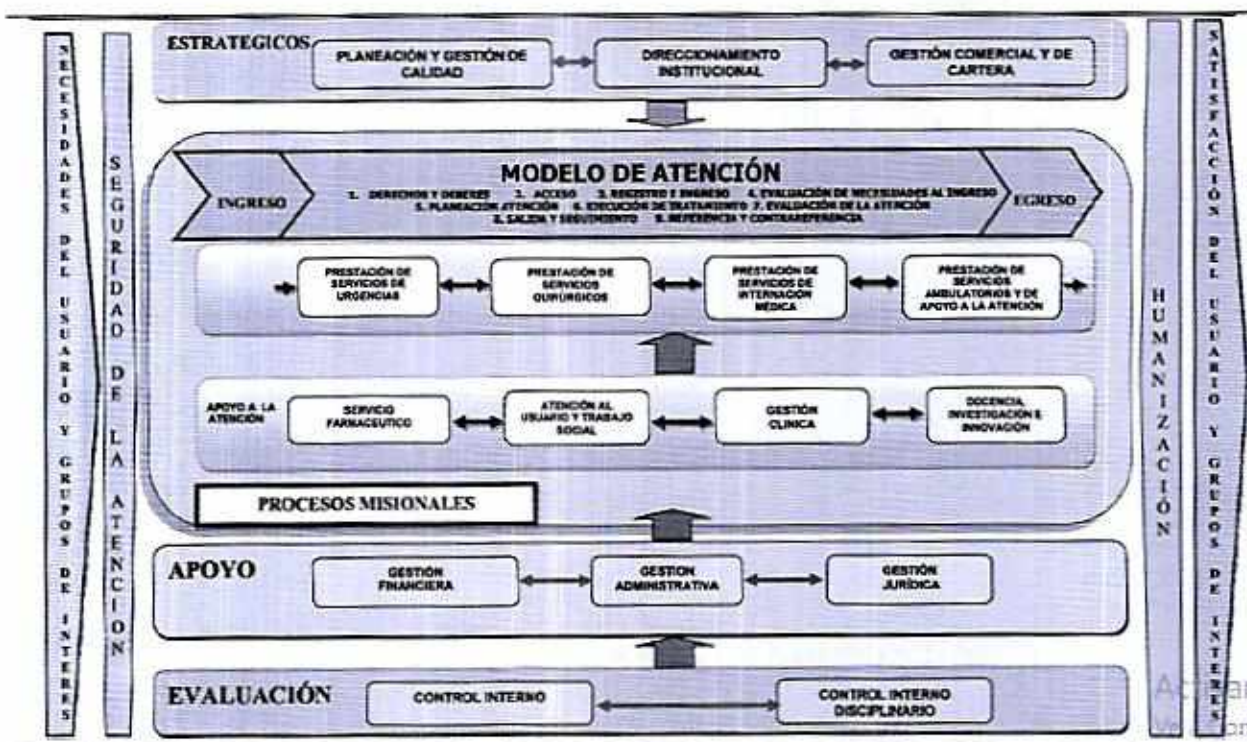 NECESIDADES DEL USUARIO Y GRUPOS DE INTERES
SEGURIDAD DE LA ATENCION
ESTRATEGICOS
PLANEACIÓN Y GESTIÓN DE
CALIDAD
DIRECCIONAMIENTO
INSTITUCIONAL
GESTIÓN COMERCIAL Y DE
CARTERA
INGRESO
MODELO DE ATENCIÓN
1. DERECHOS Y DEBERES 2. ACCESO 3. REGISTRO E INGRESO 4. EVALUACIÓN DE NECESIDADES AL INGRESO
5. PLANEACIÓN ATENCIÓN 6. EJECUCIÓN DE TRATAMIENTO 7. EVALUACIÓN DE LA ATENCIÓN
8. SALIDA Y SEGUIMIENTO 9. REFERENCIA Y CONTRAREFERENCIA
EGRESO
PRESTACIÓN DE
SERVICIOS DE
URGENCIAS
PRESTACIÓN DE
SERVICIOS
QUIRÚRGICOS
PRESTACIÓN DE
SERVICIOS DE
INTERNACIÓN
MÉDICA
PRESTACIÓN DE
SERVICIOS
AMBULATORIOS Y DE
APOYO A LA ATENCIÓN
APOYO A LA
ATENCIÓN
SERVICIO
FARMACEUTICO
ATENCIÓN AL
USUARIO Y TRABAJO
SOCIAL
GESTIÓN
CLINICA
DOCENCIA,
INVESTIGACIÓN E
INNOVACIÓN
PROCESOS MISIONALES
APOYO
GESTIÓN
FINANCIERA
GESTION
ADMINISTRATIVA
GESTIÓN
JURÍDICA
EVALUACIÓN
CONTROL INTERNO
CONTROL INTERNO
DISCIPLINARIO
HUMANIZACIÓN
SATISFACCIÓN DEL USUARIO Y GRUPOS DE INTERES